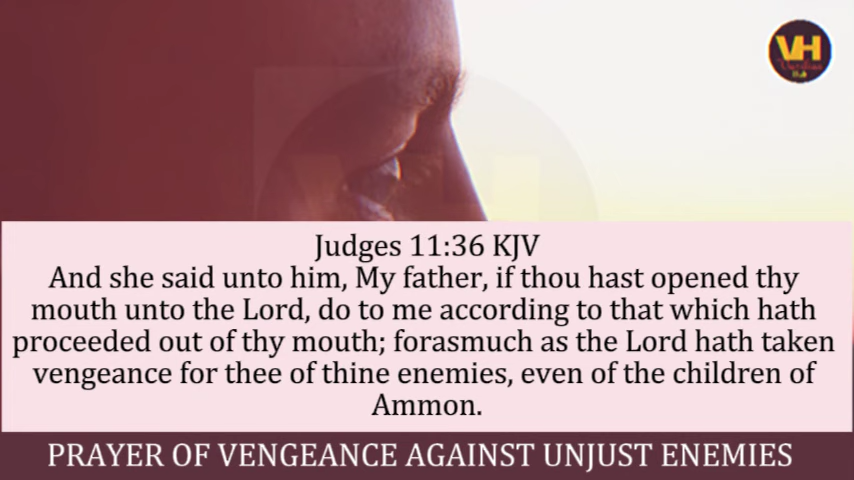 VH
Judges 11:36 KJV
And she said unto him, My father, if thou hast opened thy
mouth unto the Lord, do to me according to that which hath
proceeded out of thy mouth; forasmuch as the Lord hath taken
vengeance for thee of thine enemies, even of the children of
Ammon.
PRAYER OF VENGEANCE AGAINST UNJUST ENEMIES